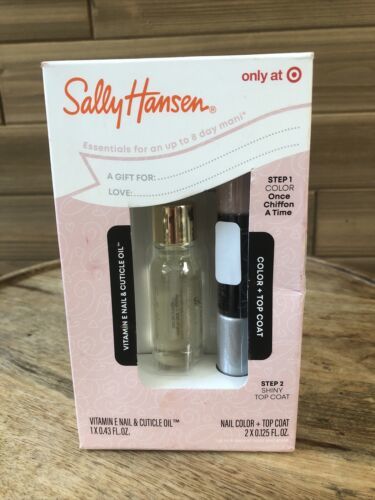 only at
Sally Hansen®
Essentials for an up to 8 day mani*
A GIFT FOR:
LOVE:
STEP 1
COLOR
Once
Chiffon
A Time
VITAMIN E NAIL & CUTICLE OIL™
COLOR + TOP COAT
STEP 2
SHINY
TOP COAT
VITAMIN E NAIL & CUTICLE OIL™
1 X 0.43 FL. OZ.
NAIL COLOR + TOP COAT
2 X 0.125 FL. OZ.